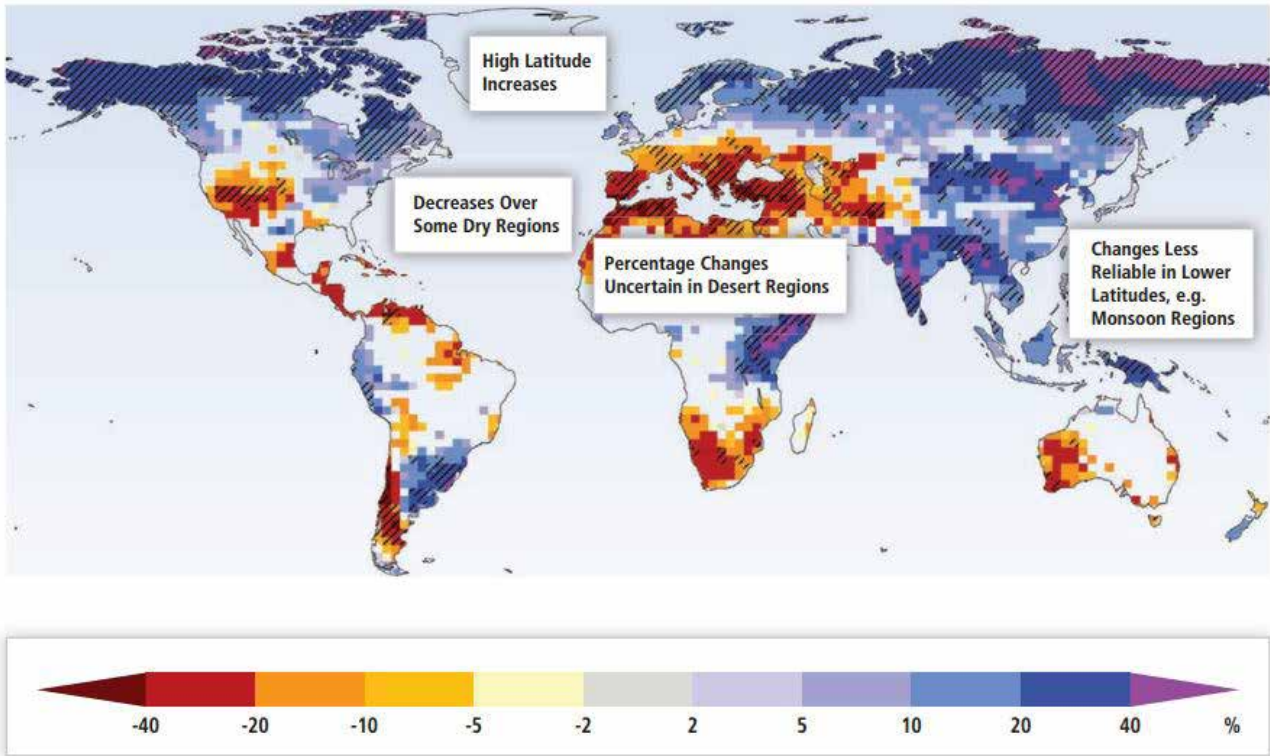 High Latitude
Increases
Decreases Over
Some Dry Regions
Percentage Changes
Uncertain in Desert Regions
Changes Less
Reliable in Lower
Latitudes, e.g.
Monsoon Regions
-40 -20 -10 -5 -2 2 5 10 20 40 %